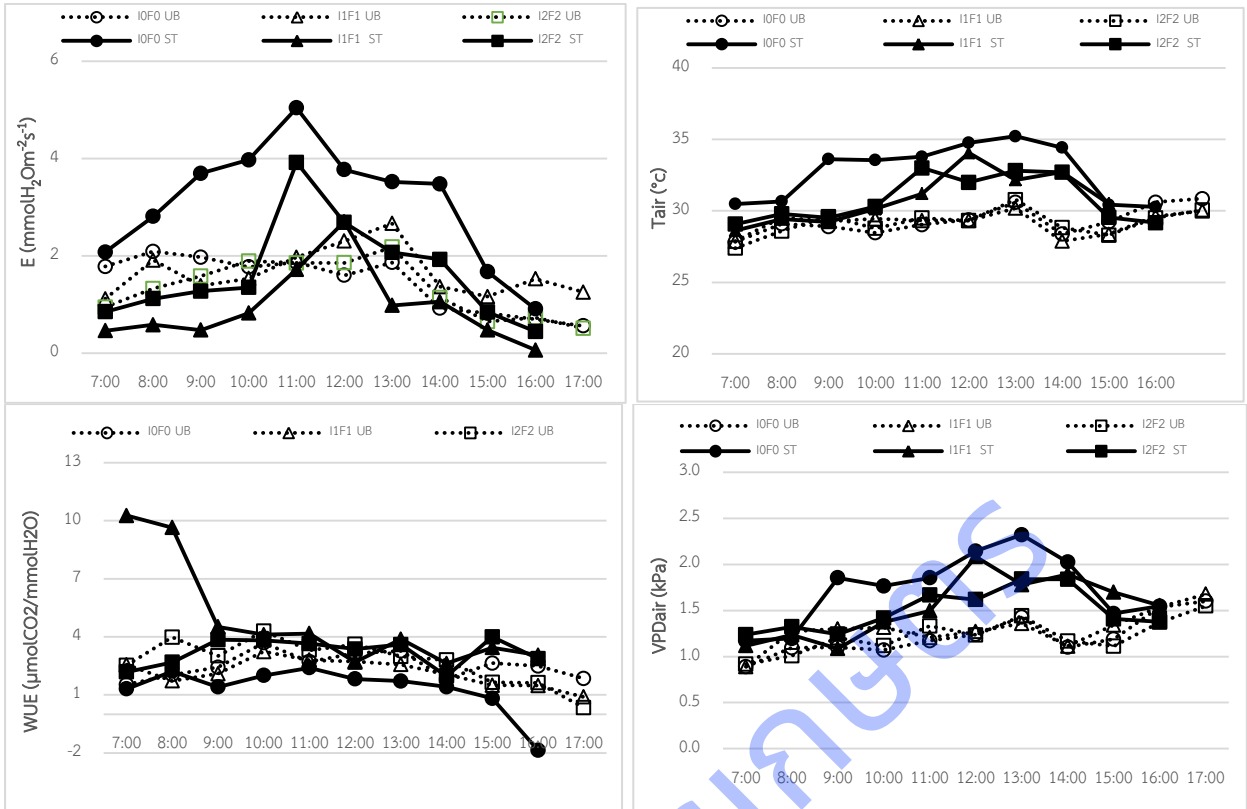 I0F0 UB I1F1 UB I2F2 UB
I0F0 ST I1F1 ST I2F2 ST
6
4
2
0
E (mmolH₂Om⁻²s⁻¹)
7:00 8:00 9:00 10:00 11:00 12:00 13:00 14:00 15:00 16:00 17:00
I0F0 UB I1F1 UB I2F2 UB
I0F0 ST I1F1 ST I2F2 ST
40
35
30
25
20
Tair (°c)
7:00 8:00 9:00 10:00 11:00 12:00 13:00 14:00 15:00 16:00
I0F0 UB I1F1 UB I2F2 UB
13
10
7
4
1
-2
WUE (µmolCO2/mmolH2O)
7:00 8:00 9:00 10:00 11:00 12:00 13:00 14:00 15:00 16:00 17:00
I0F0 UB I1F1 UB I2F2 UB
I0F0 ST I1F1 ST I2F2 ST
3.0
2.5
2.0
1.5
1.0
0.5
0.0
VPDair (kPa)
7:00 8:00 9:00 10:00 11:00 12:00 13:00 14:00 15:00 16:00 17:00